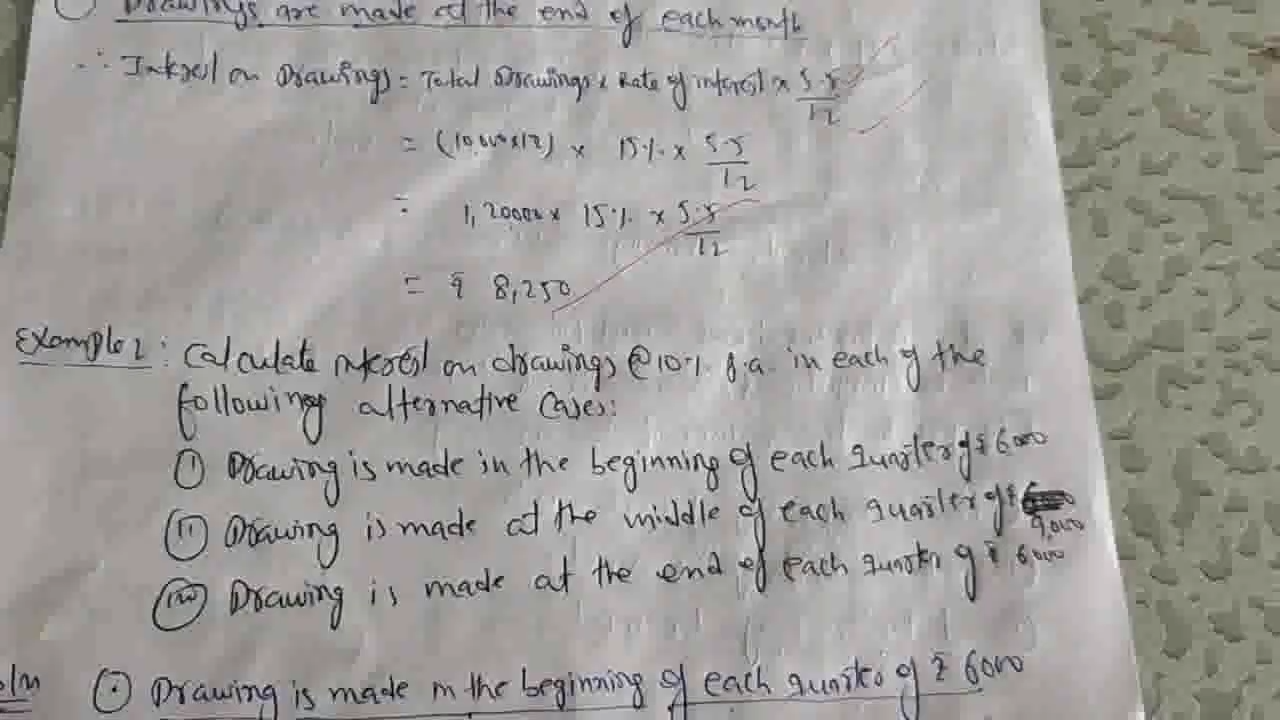 Drawings are made at the end of each month
∴ Interest on Drawings = Total Drawings x Rate of interest x 5.5/12
= (10,000x12) x 15% x 5.5/12
= 1,20000 x 15% x 5.5/12
= ₹ 8,250
Example 2: Calculate interest on drawings @ 10% p.a. in each of the
following alternative cases:
(i) Drawing is made in the beginning of each quarter of ₹ 6000
(ii) Drawing is made at the middle of each quarter of ₹ 9,000
(iii) Drawing is made at the end of each quarter of ₹ 6000
Soln (i) Drawing is made in the beginning of each quarter of ₹ 6000